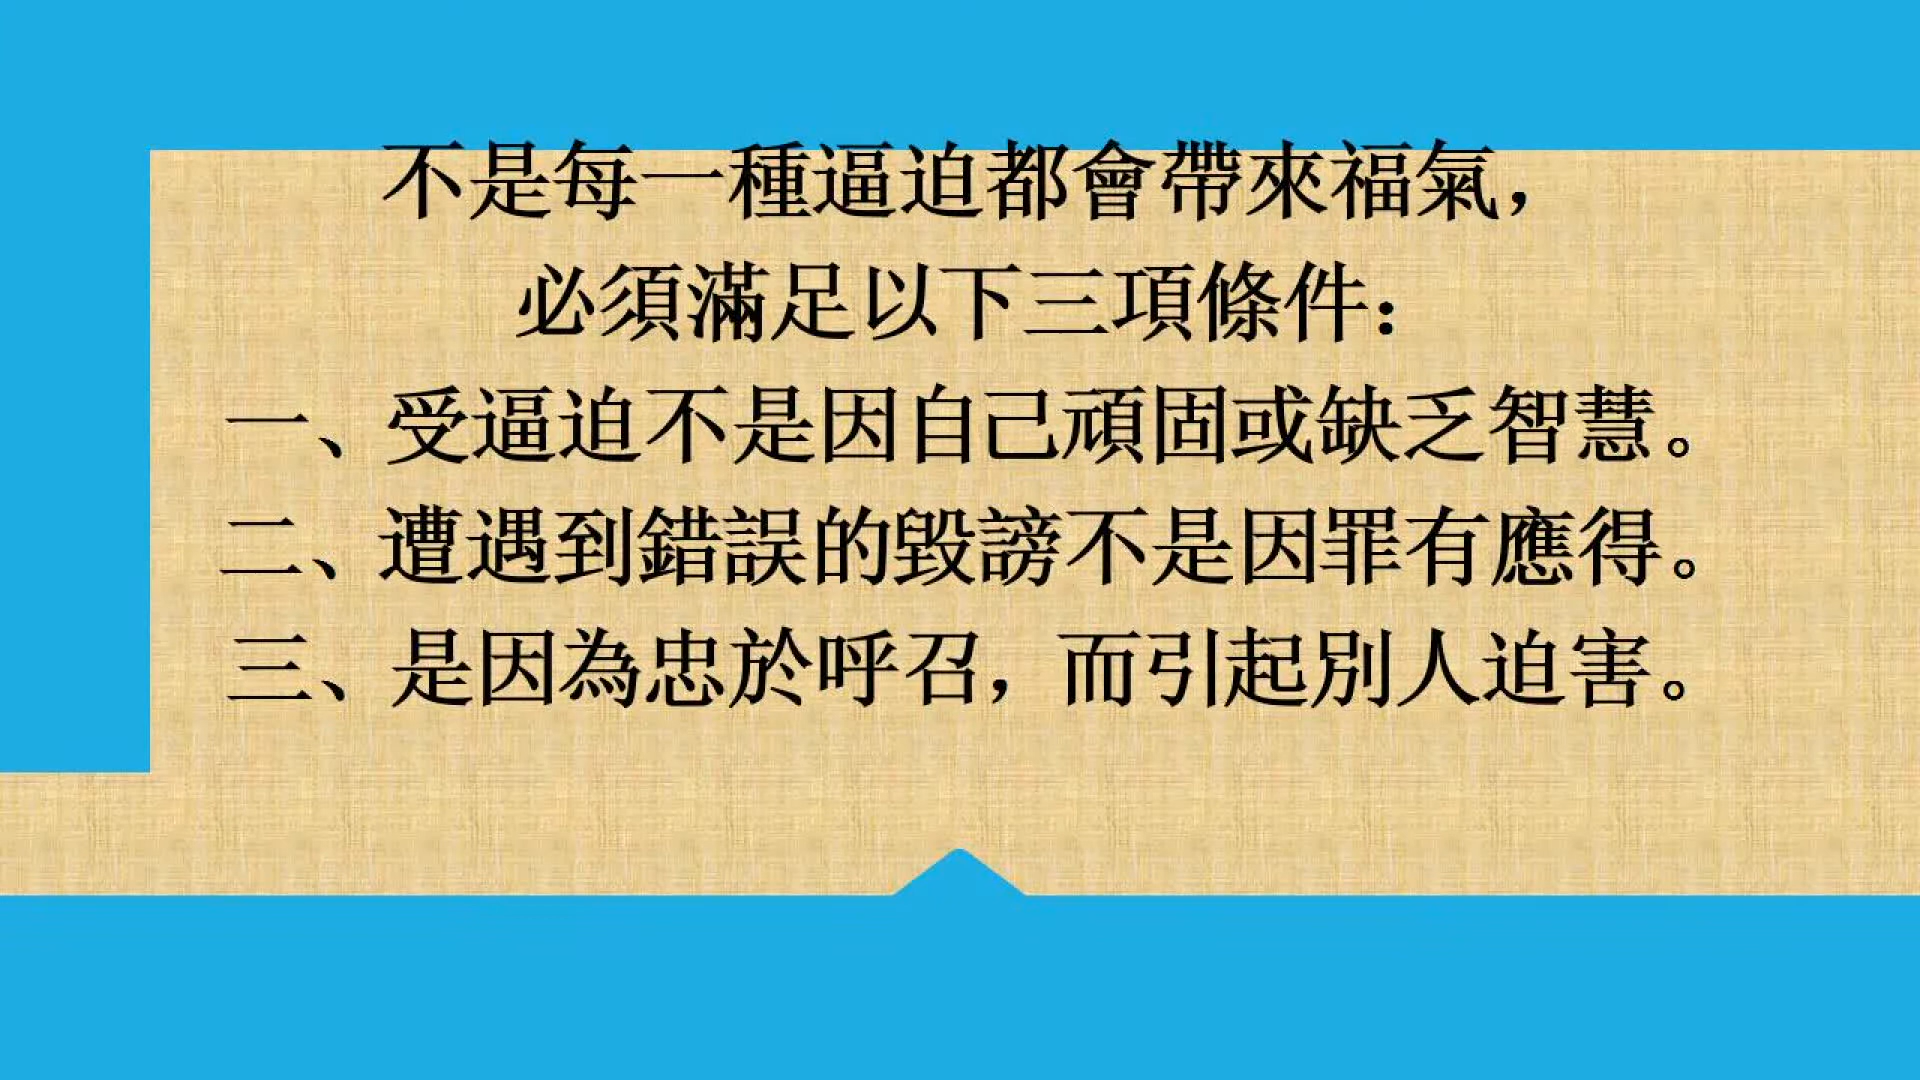 不是每一種逼迫都會帶來福氣，
必須滿足以下三項條件：
一、受逼迫不是因自己頑固或缺乏智慧。
二、遭遇到錯誤的毀謗不是因罪有應得。
三、是因為忠於呼召，而引起別人迫害。